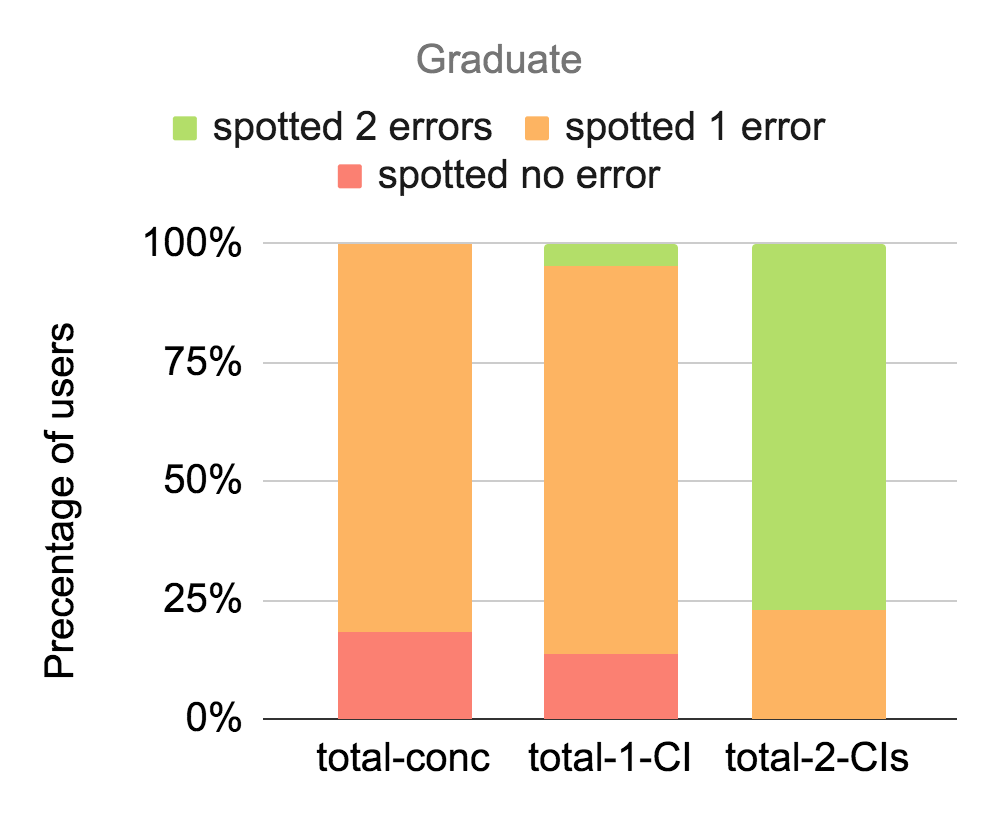 Graduate
spotted 2 errors spotted 1 error
spotted no error
100%
75%
50%
25%
0%
Precentage of users
total-conc total-1-CI total-2-CIs